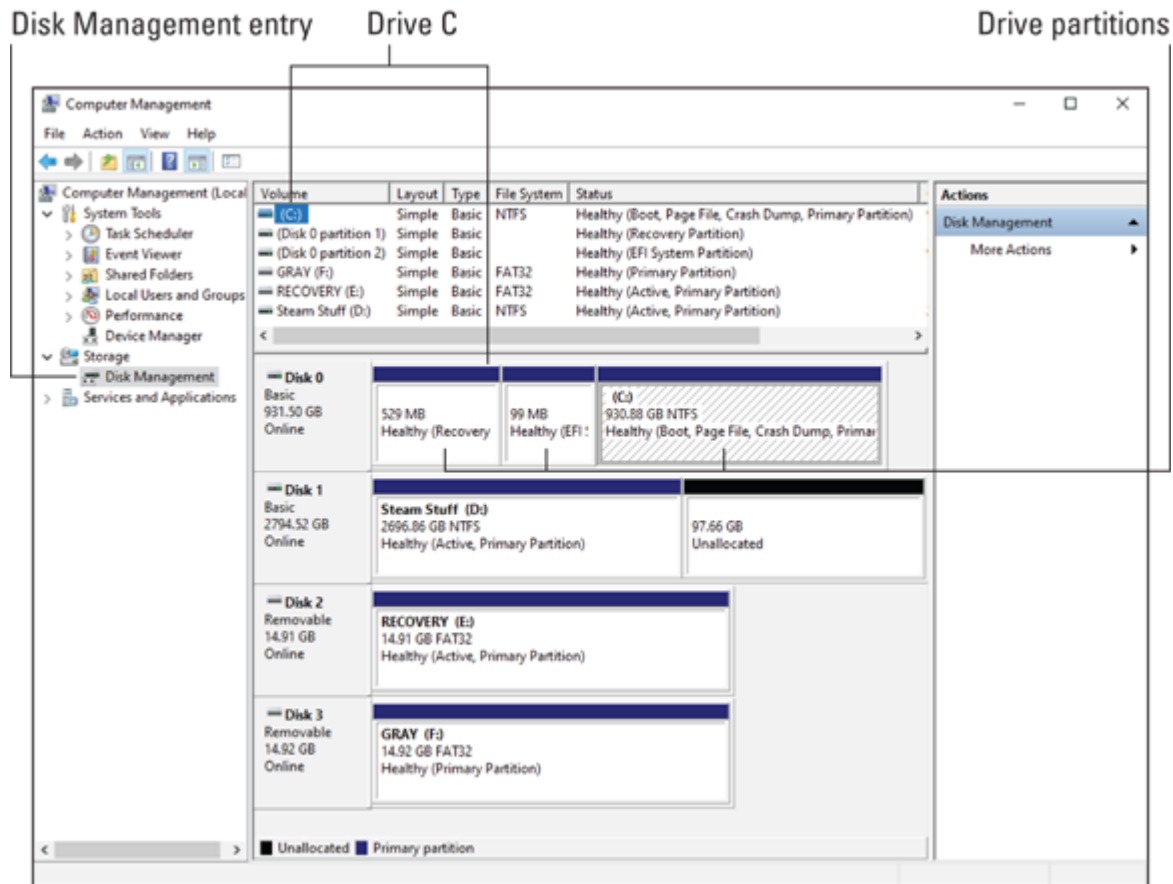 Disk Management entry Drive C Drive partitions
Computer Management
File Action View Help
Computer Management (Local
System Tools
Task Scheduler
Event Viewer
Shared Folders
Local Users and Groups
Performance
Device Manager
Storage
Disk Management
Services and Applications
Volume Layout Type File System Status
(C:) Simple Basic NTFS Healthy (Boot, Page File, Crash Dump, Primary Partition)
(Disk 0 partition 1) Simple Basic Healthy (Recovery Partition)
(Disk 0 partition 2) Simple Basic Healthy (EFI System Partition)
GRAY (F:) Simple Basic FAT32 Healthy (Primary Partition)
RECOVERY (E:) Simple Basic FAT32 Healthy (Active, Primary Partition)
Steam Stuff (D:) Simple Basic NTFS Healthy (Active, Primary Partition)
Disk 0
Basic
931.50 GB
Online
529 MB
Healthy (Recovery
99 MB
Healthy (EFI S
(C:)
930.88 GB NTFS
Healthy (Boot, Page File, Crash Dump, Primar
Disk 1
Basic
2794.52 GB
Online
Steam Stuff (D:)
2696.86 GB NTFS
Healthy (Active, Primary Partition)
97.66 GB
Unallocated
Disk 2
Removable
14.91 GB
Online
RECOVERY (E:)
14.91 GB FAT32
Healthy (Active, Primary Partition)
Disk 3
Removable
14.92 GB
Online
GRAY (F:)
14.92 GB FAT32
Healthy (Primary Partition)
Unallocated Primary partition
Actions
Disk Management
More Actions